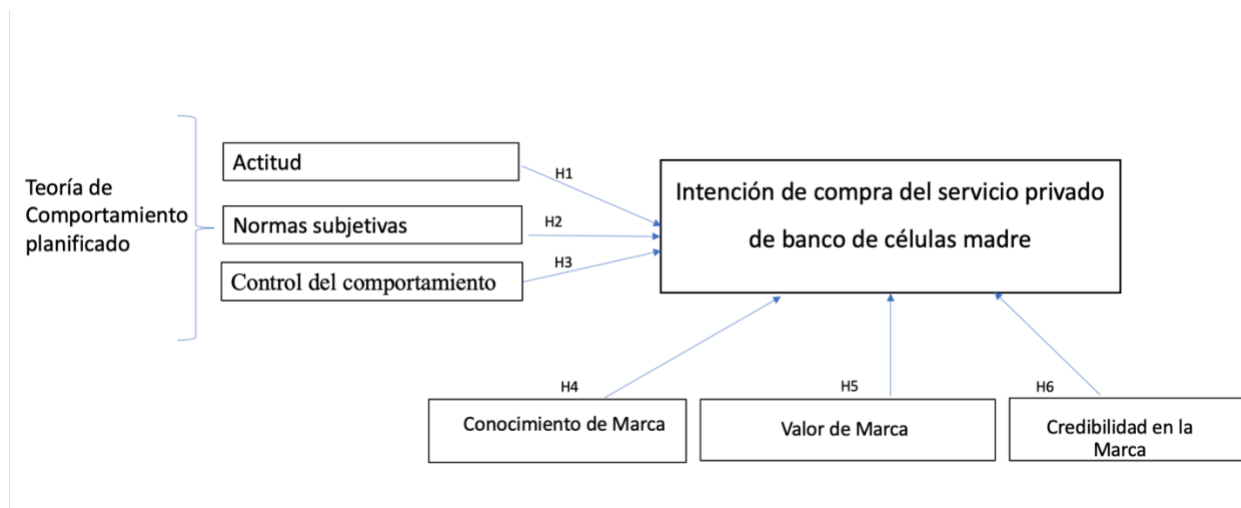 Actitud
H1
Teoría de
Comportamiento
planificado
Normas subjetivas
H2
H3
Control del comportamiento
Intención de compra del servicio privado
de banco de células madre
H4
H5
H6
Conocimiento de Marca
Valor de Marca
Credibilidad en la
Marca